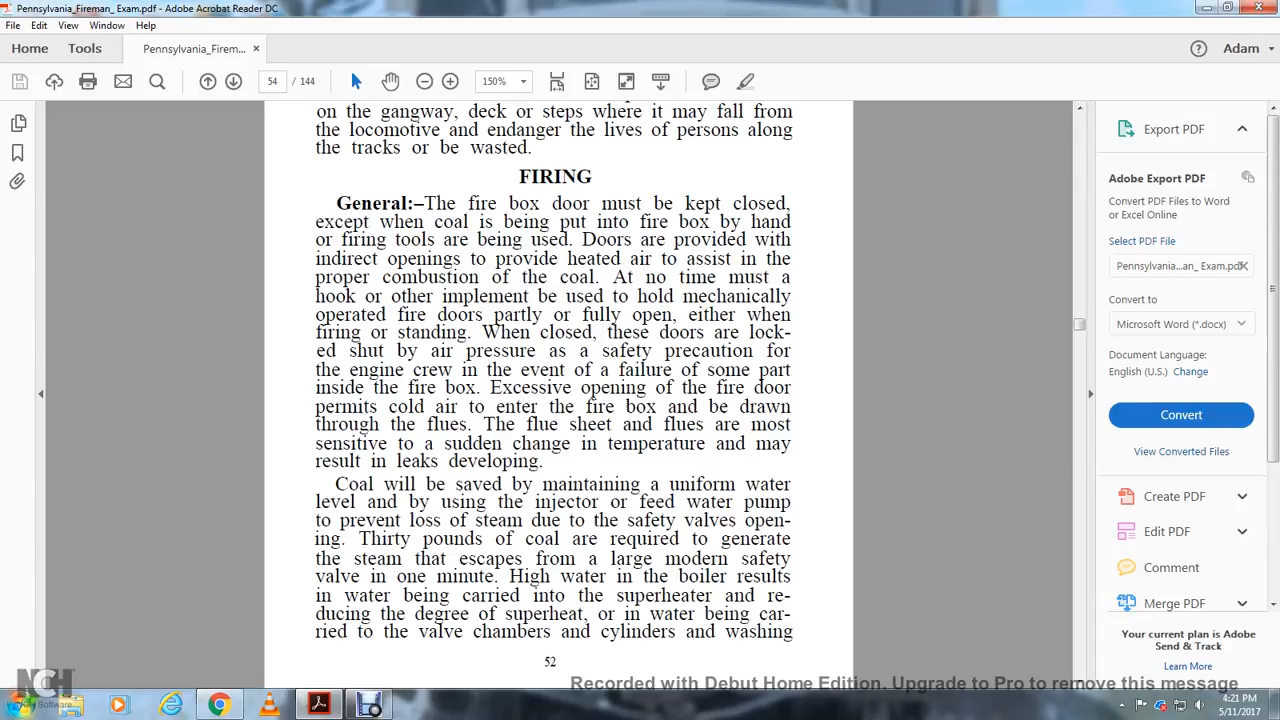 Pennsylvania_Fireman_ Exam.pdf - Adobe Acrobat Reader DC
File Edit View Window Help
Home Tools Pennsylvania_Firem... × Adam
54 / 144 150%
on the gangway, deck or steps where it may fall from
the locomotive and endanger the lives of persons along
the tracks or be wasted.
FIRING
General:–The fire box door must be kept closed,
except when coal is being put into fire box by hand
or firing tools are being used. Doors are provided with
indirect openings to provide heated air to assist in the
proper combustion of the coal. At no time must a
hook or other implement be used to hold mechanically
operated fire doors partly or fully open, either when
firing or standing. When closed, these doors are lock-
ed shut by air pressure as a safety precaution for
the engine crew in the event of a failure of some part
inside the fire box. Excessive opening of the fire door
permits cold air to enter the fire box and be drawn
through the flues. The flue sheet and flues are most
sensitive to a sudden change in temperature and may
result in leaks developing.
Coal will be saved by maintaining a uniform water
level and by using the injector or feed water pump
to prevent loss of steam due to the safety valves open-
ing. Thirty pounds of coal are required to generate
the steam that escapes from a large modern safety
valve in one minute. High water in the boiler results
in water being carried into the superheater and re-
ducing the degree of superheat, or in water being car-
ried to the valve chambers and cylinders and washing
52
Export PDF
Adobe Export PDF
Convert PDF Files to Word
or Excel Online
Select PDF File
Pennsylvania...an_ Exam.pdf
Convert to
Microsoft Word (*.docx)
Document Language:
English (U.S.) Change
Convert
View Converted Files
Create PDF
Edit PDF
Comment
Merge PDF
Your current plan is Adobe
Send & Track
Learn More
NCH
Software
Recorded with Debut Home Edition. Upgrade to Pro to remove this message
4:21 PM
5/11/2017